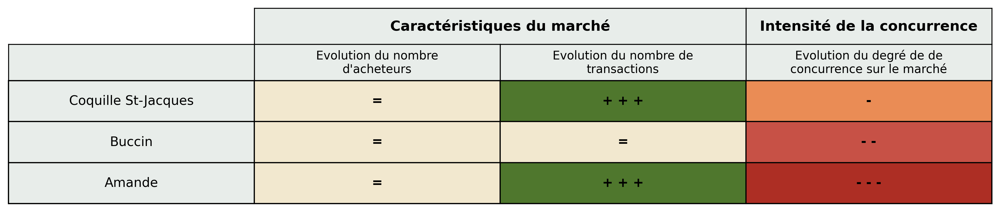 Caractéristiques du marché
Intensité de la concurrence
Evolution du nombre
d'acheteurs
Evolution du nombre de
transactions
Evolution du degré de de
concurrence sur le marché
Coquille St-Jacques
=
+ + +
-
Buccin
=
=
- -
Amande
=
+ + +
- - -